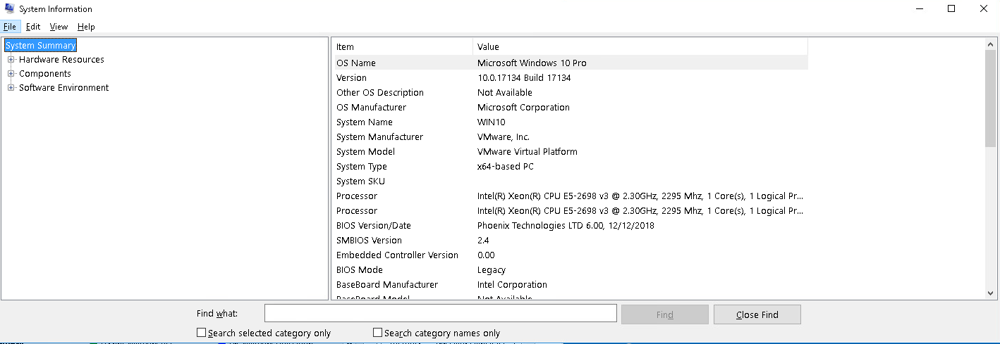 System Information
File Edit View Help
System Summary
Hardware Resources
Components
Software Environment
Item Value
OS Name Microsoft Windows 10 Pro
Version 10.0.17134 Build 17134
Other OS Description Not Available
OS Manufacturer Microsoft Corporation
System Name WIN10
System Manufacturer VMware, Inc.
System Model VMware Virtual Platform
System Type x64-based PC
System SKU
Processor Intel(R) Xeon(R) CPU E5-2698 v3 @ 2.30GHz, 2295 Mhz, 1 Core(s), 1 Logical Pr...
Processor Intel(R) Xeon(R) CPU E5-2698 v3 @ 2.30GHz, 2295 Mhz, 1 Core(s), 1 Logical Pr...
BIOS Version/Date Phoenix Technologies LTD 6.00, 12/12/2018
SMBIOS Version 2.4
Embedded Controller Version 0.00
BIOS Mode Legacy
BaseBoard Manufacturer Intel Corporation
BaseBoard Model Not Available
Find what: Find Close Find
Search selected category only Search category names only